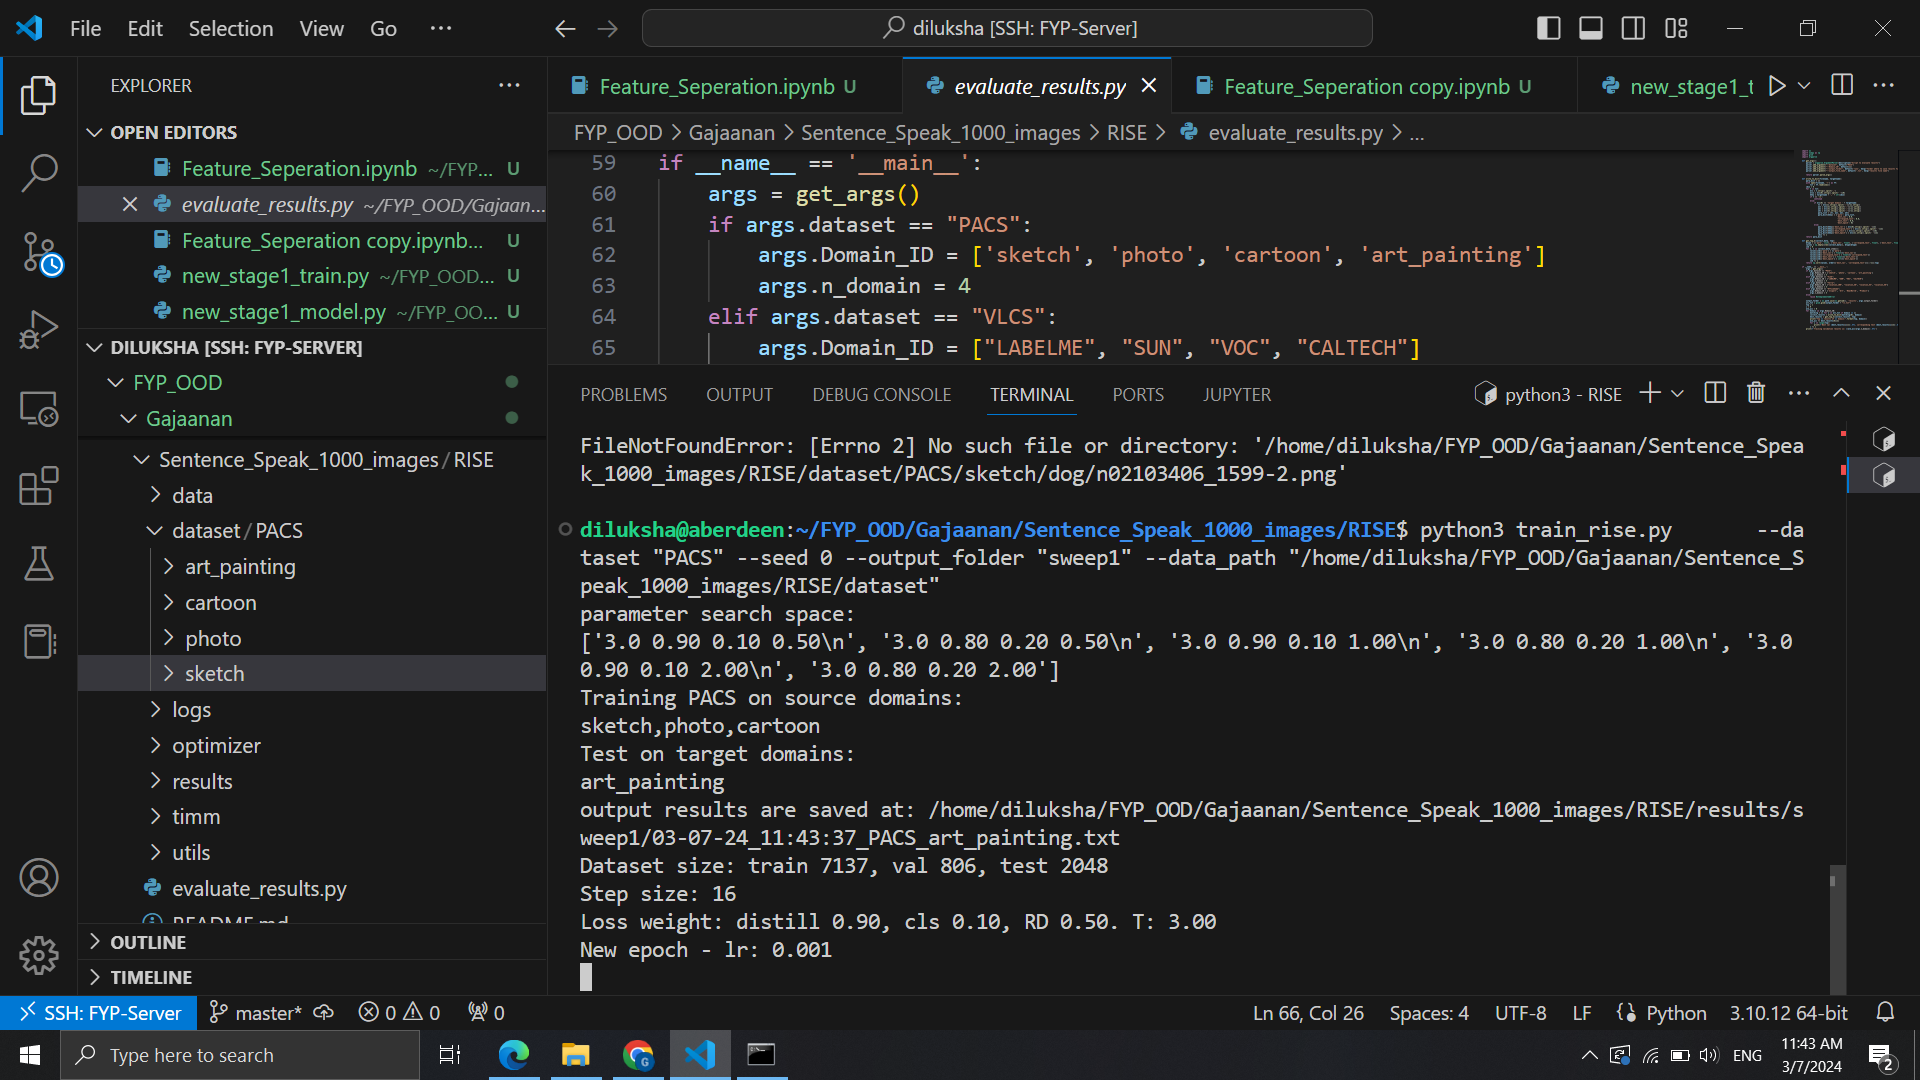 File Edit Selection View Go ···
diluksha [SSH: FYP-Server]
EXPLORER ···
OPEN EDITORS
Feature_Seperation.ipynb ~/FYP... U
evaluate_results.py ~/FYP_OOD/Gajaan...
Feature_Seperation copy.ipynb... U
new_stage1_train.py ~/FYP_OOD... U
new_stage1_model.py ~/FYP_OO... U
DILUKSHA [SSH: FYP-SERVER]
FYP_OOD
Gajaanan
Sentence_Speak_1000_images / RISE
data
dataset / PACS
art_painting
cartoon
photo
sketch
logs
optimizer
results
timm
utils
evaluate_results.py
README.md
OUTLINE
TIMELINE
Feature_Seperation.ipynb U
evaluate_results.py
Feature_Seperation copy.ipynb U
new_stage1_t
FYP_OOD > Gajaanan > Sentence_Speak_1000_images > RISE > evaluate_results.py > ...
59 if __name__ == '__main__':
60 args = get_args()
61 if args.dataset == "PACS":
62 args.Domain_ID = ['sketch', 'photo', 'cartoon', 'art_painting']
63 args.n_domain = 4
64 elif args.dataset == "VLCS":
65 args.Domain_ID = ["LABELME", "SUN", "VOC", "CALTECH"]
PROBLEMS OUTPUT DEBUG CONSOLE TERMINAL PORTS JUPYTER
python3 - RISE
FileNotFoundError: [Errno 2] No such file or directory: '/home/diluksha/FYP_OOD/Gajaanan/Sentence_Spea
k_1000_images/RISE/dataset/PACS/sketch/dog/n02103406_1599-2.png'
diluksha@aberdeen:~/FYP_OOD/Gajaanan/Sentence_Speak_1000_images/RISE$ python3 train_rise.py --da
taset "PACS" --seed 0 --output_folder "sweep1" --data_path "/home/diluksha/FYP_OOD/Gajaanan/Sentence_S
peak_1000_images/RISE/dataset"
parameter search space:
['3.0 0.90 0.10 0.50\n', '3.0 0.80 0.20 0.50\n', '3.0 0.90 0.10 1.00\n', '3.0 0.80 0.20 1.00\n', '3.0
0.90 0.10 2.00\n', '3.0 0.80 0.20 2.00']
Training PACS on source domains:
sketch,photo,cartoon
Test on target domains:
art_painting
output results are saved at: /home/diluksha/FYP_OOD/Gajaanan/Sentence_Speak_1000_images/RISE/results/s
weep1/03-07-24_11:43:37_PACS_art_painting.txt
Dataset size: train 7137, val 806, test 2048
Step size: 16
Loss weight: distill 0.90, cls 0.10, RD 0.50. T: 3.00
New epoch - lr: 0.001
SSH: FYP-Server master* 0 0 0
Ln 66, Col 26 Spaces: 4 UTF-8 LF Python 3.10.12 64-bit
Type here to search
ENG
11:43 AM
3/7/2024
2